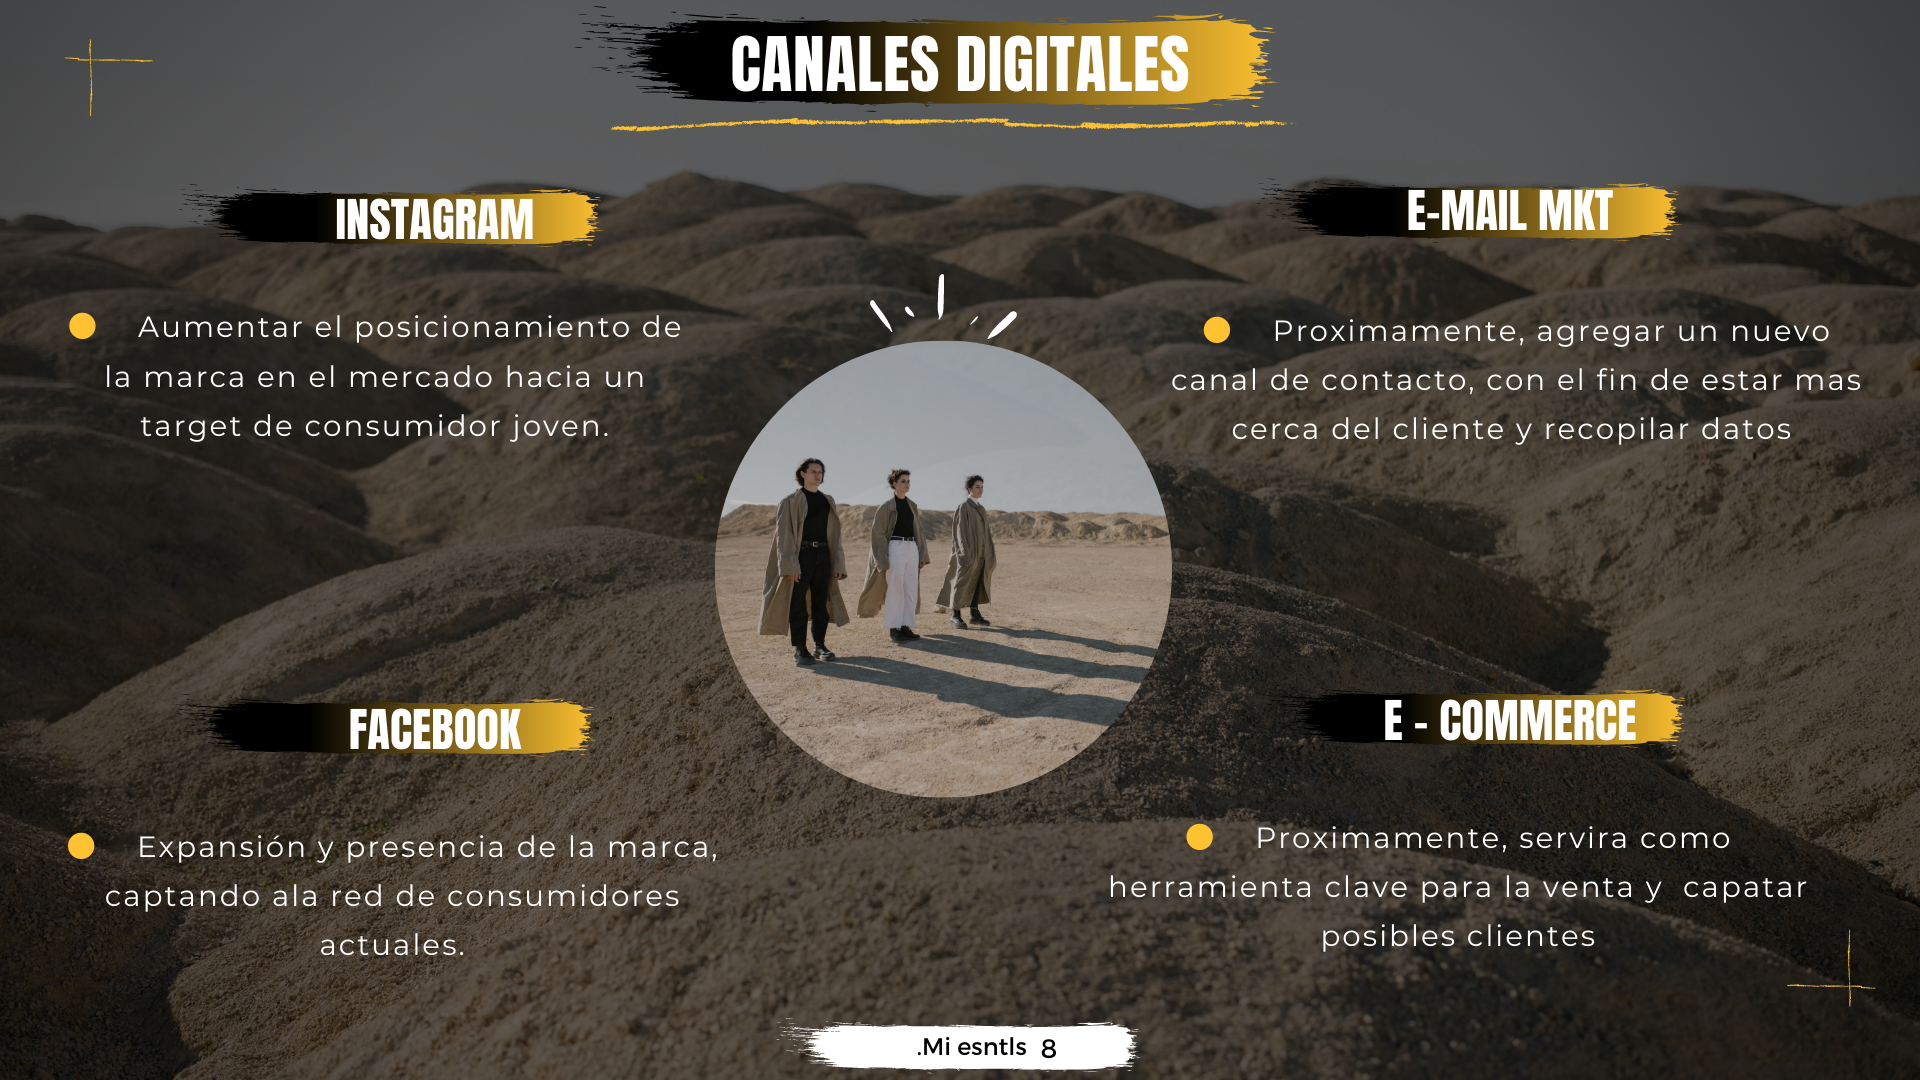 CANALES DIGITALES
INSTAGRAM
Aumentar el posicionamiento de
la marca en el mercado hacia un
target de consumidor joven.
E-MAIL MKT
Proximamente, agregar un nuevo
canal de contacto, con el fin de estar mas
cerca del cliente y recopilar datos
FACEBOOK
Expansión y presencia de la marca,
captando ala red de consumidores
actuales.
E - COMMERCE
Proximamente, servira como
herramienta clave para la venta y capatar
posibles clientes
.Mi esntls 8